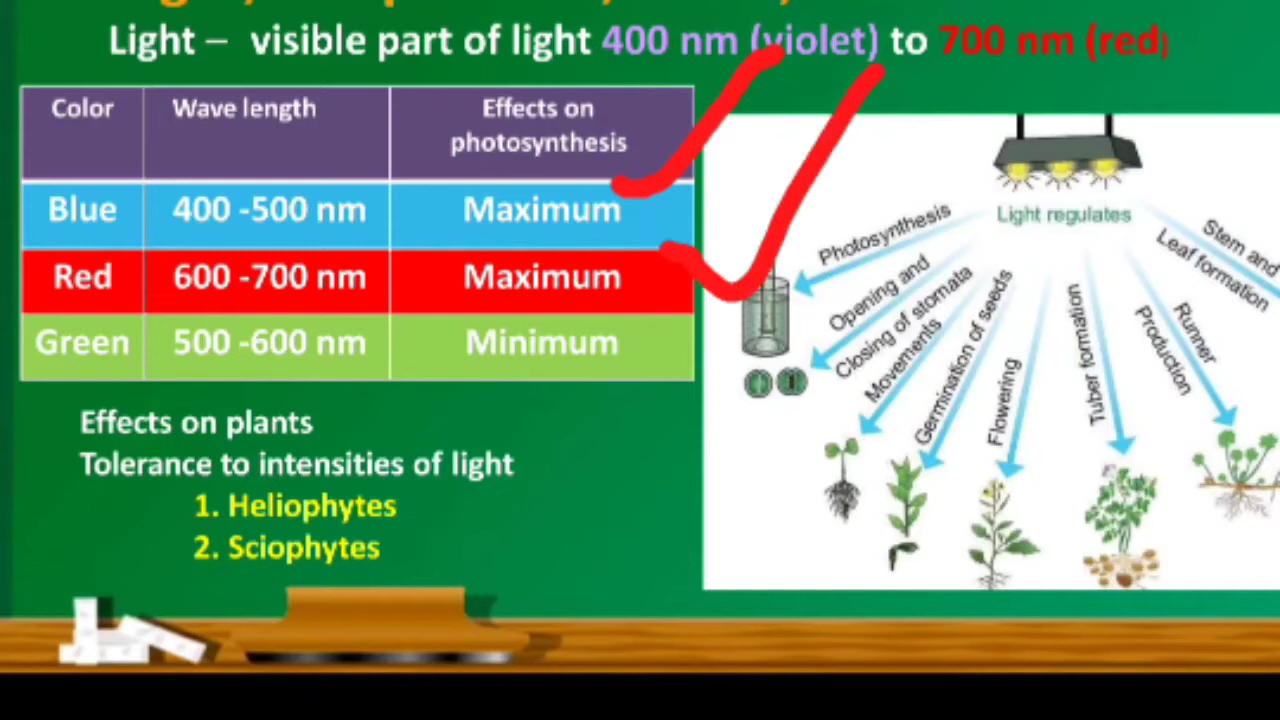 Light – visible part of light 400 nm (violet) to 700 nm (red)
Color Wave length Effects on photosynthesis
Blue 400 -500 nm Maximum
Red 600 -700 nm Maximum
Green 500 -600 nm Minimum
Effects on plants
Tolerance to intensities of light
1. Heliophytes
2. Sciophytes
Light regulates
Photosynthesis
Opening and
Closing of stomata
Movements
Germination of seeds
Flowering
Tuber formation
Runner
Production
Stem and
Leaf formation